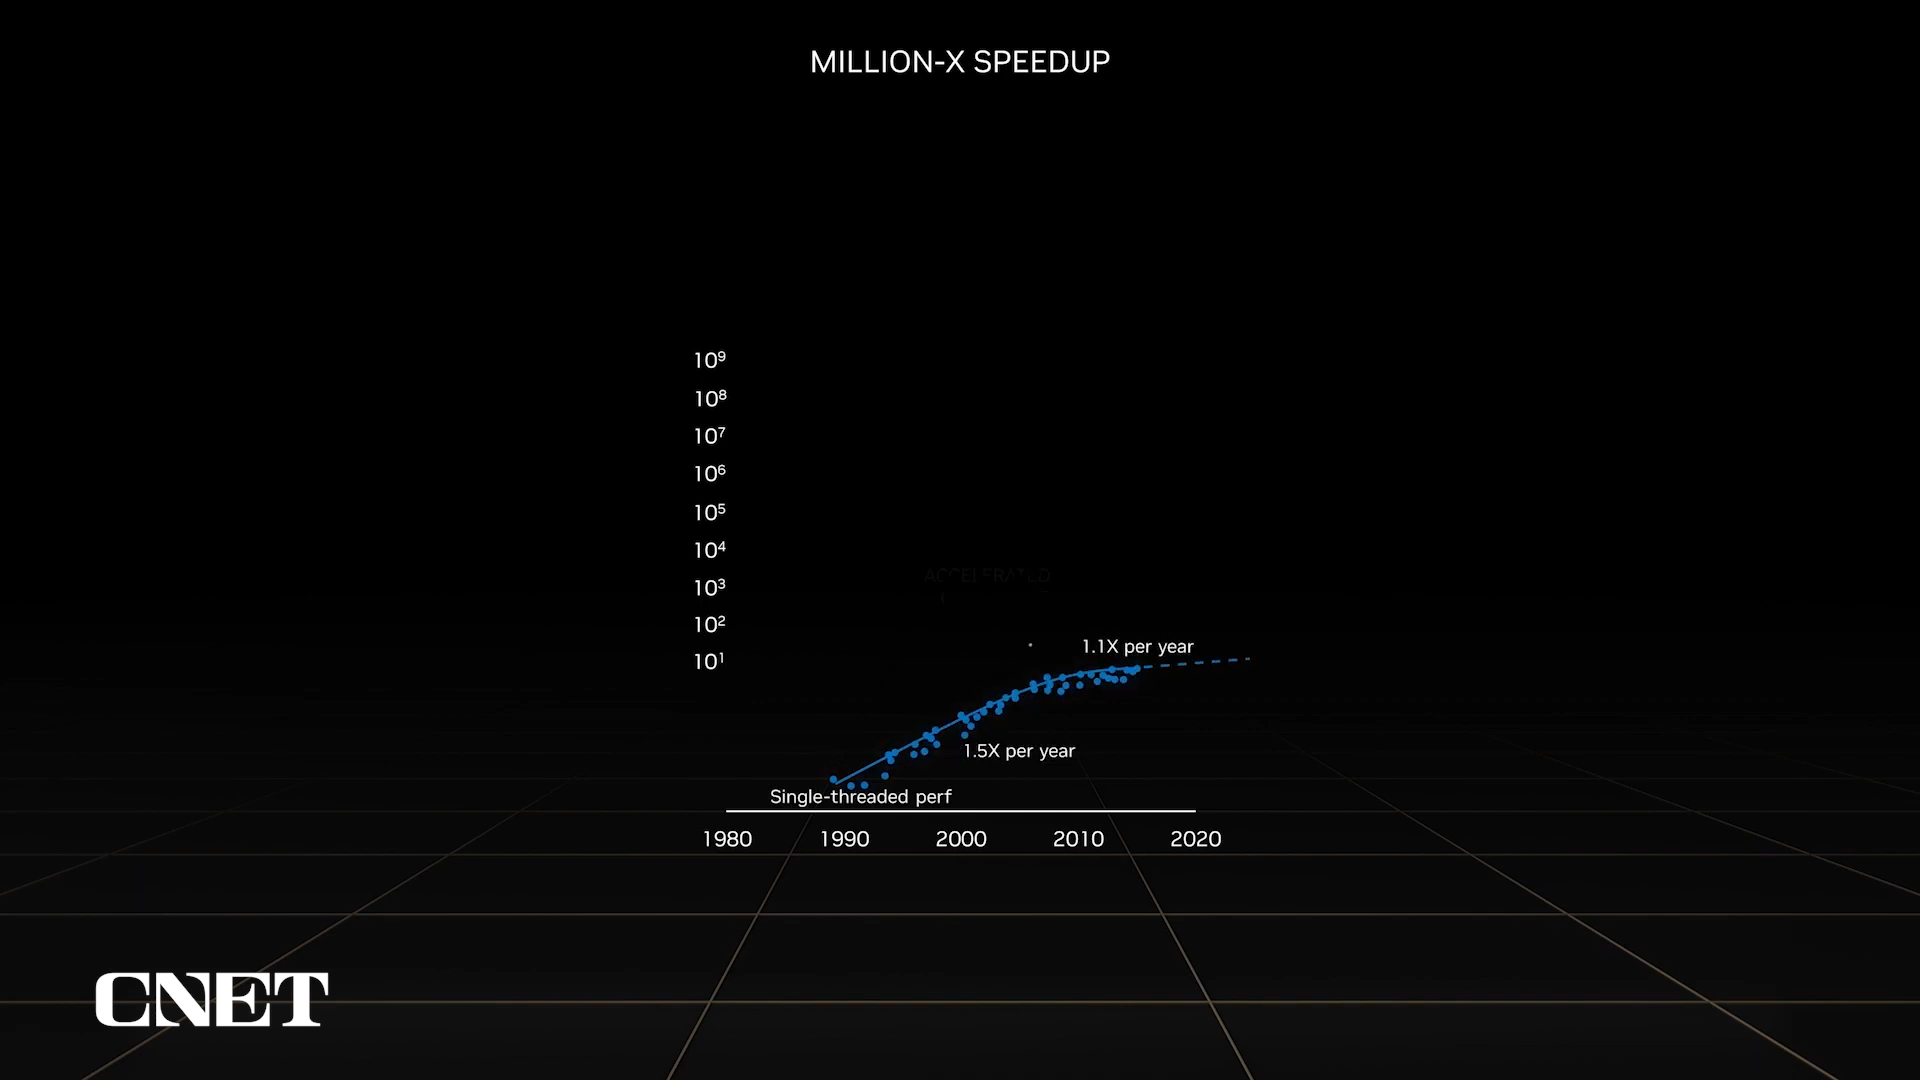 MILLION-X SPEEDUP
10⁹
10⁸
10⁷
10⁶
10⁵
10⁴
10³
10²
10¹
ACCELERATED
1.1X per year
1.5X per year
Single-threaded perf
1980 1990 2000 2010 2020
CNET